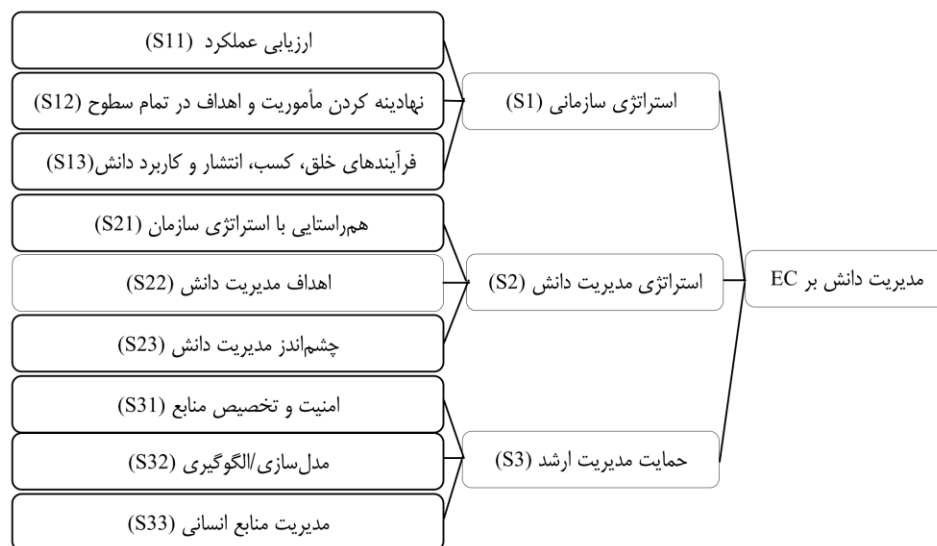 مدیریت دانش بر EC
استراتژی سازمانی (S1)
ارزیابی عملکرد (S11)
نهادینه کردن مأموریت و اهداف در تمام سطوح (S12)
فرآیندهای خلق، کسب، انتشار و کاربرد دانش(S13)
استراتژی مدیریت دانش (S2)
هم‌راستایی با استراتژی سازمان (S21)
اهداف مدیریت دانش (S22)
چشم‌اندز مدیریت دانش (S23)
حمایت مدیریت ارشد (S3)
امنیت و تخصیص منابع (S31)
مدل‌سازی/الگوگیری (S32)
مدیریت منابع انسانی (S33)